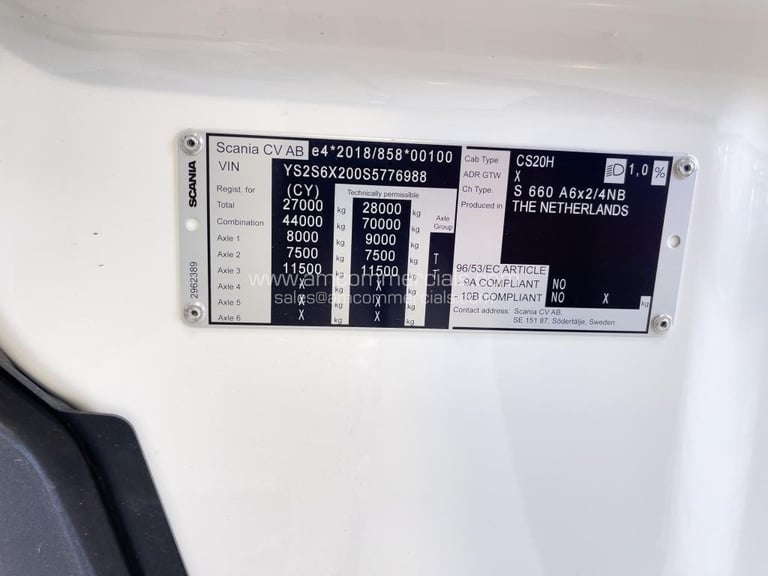 SCANIA
2962389
Scania CV AB e4*2018/858*00100
VIN YS2S6X200S5776988
Regist. for (CY) Technically permissible
Total 27000 kg 28000 kg Axle Group
Combination 44000 kg 70000 kg
Axle 1 8000 kg 9000 kg
Axle 2 7500 kg 7500 kg T
Axle 3 11500 kg 11500 kg T
Axle 4 X X
Axle 5 X kg X kg
Axle 6 X kg X kg
Cab Type CS20H 1,0 %
ADR GTW X
Ch. Type S 660 A6x2/4NB
Produced in THE NETHERLANDS
96/53/EC ARTICLE
9A COMPLIANT NO
10B COMPLIANT NO X kg
Contact address: Scania CV AB,
SE 151 87, Södertälje, Sweden
www.amcommercials
sales@amcommercials